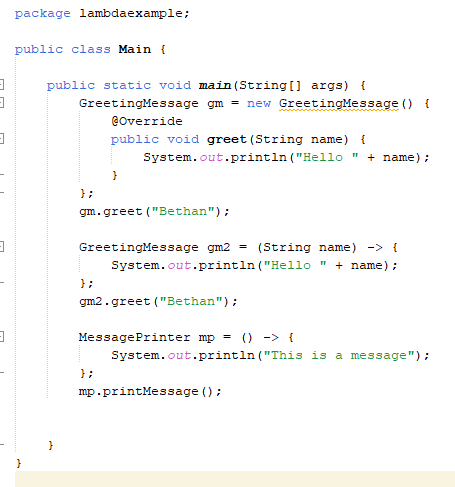 package lambdaexample;
public class Main {
public static void main(String[] args) {
GreetingMessage gm = new GreetingMessage() {
@Override
public void greet(String name) {
System.out.println("Hello " + name);
}
};
gm.greet("Bethan");
GreetingMessage gm2 = (String name) -> {
System.out.println("Hello " + name);
};
gm2.greet("Bethan");
MessagePrinter mp = () -> {
System.out.println("This is a message");
};
mp.printMessage();
}
}